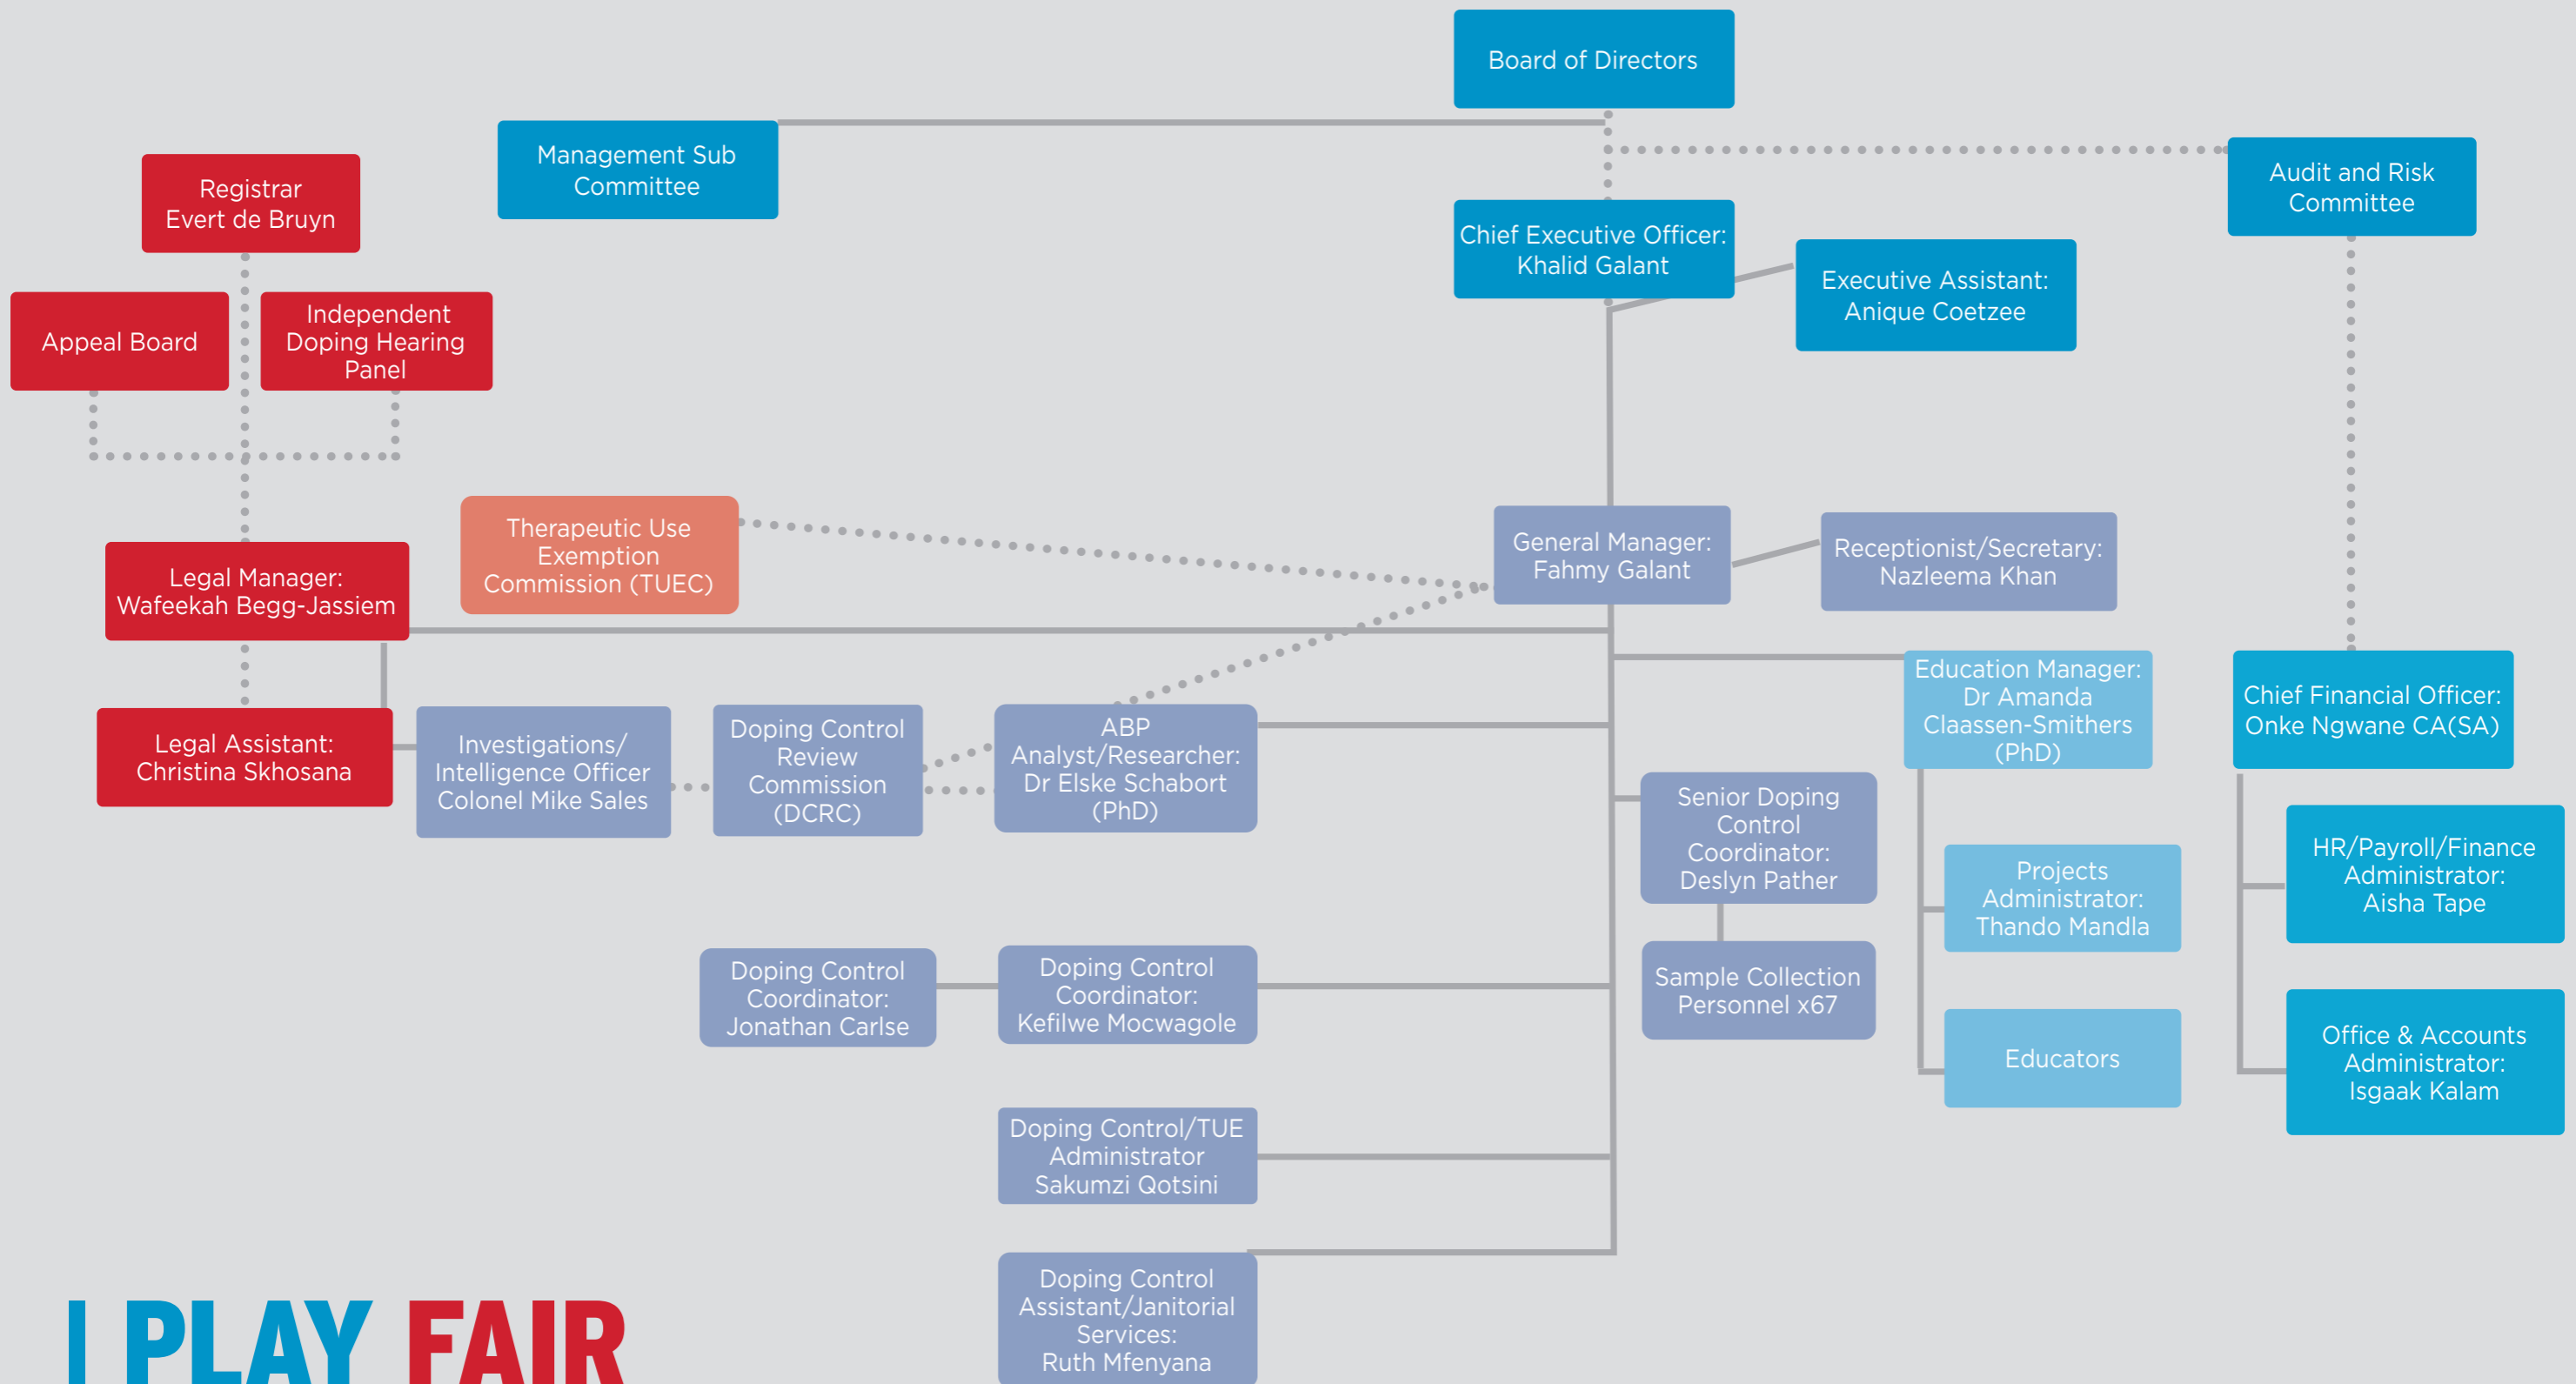 Board of Directors
Management Sub
Committee
Audit and Risk
Committee
Registrar
Evert de Bruyn
Chief Executive Officer:
Khalid Galant
Executive Assistant:
Anique Coetzee
Appeal Board
Independent
Doping Hearing
Panel
Therapeutic Use
Exemption
Commission (TUEC)
General Manager:
Fahmy Galant
Receptionist/Secretary:
Nazleema Khan
Legal Manager:
Wafeekah Begg-Jassiem
Education Manager:
Dr Amanda
Claassen-Smithers
(PhD)
Chief Financial Officer:
Onke Ngwane CA(SA)
Legal Assistant:
Christina Skhosana
Investigations/
Intelligence Officer
Colonel Mike Sales
Doping Control
Review
Commission
(DCRC)
ABP
Analyst/Researcher:
Dr Elske Schabort
(PhD)
Senior Doping
Control
Coordinator:
Deslyn Pather
Projects
Administrator:
Thando Mandla
HR/Payroll/Finance
Administrator:
Aisha Tape
Doping Control
Coordinator:
Jonathan Carlse
Doping Control
Coordinator:
Kefilwe Mocwagole
Sample Collection
Personnel x67
Educators
Office & Accounts
Administrator:
Isgaak Kalam
Doping Control/TUE
Administrator
Sakumzi Qotsini
Doping Control
Assistant/Janitorial
Services:
Ruth Mfenyana
I PLAY FAIR